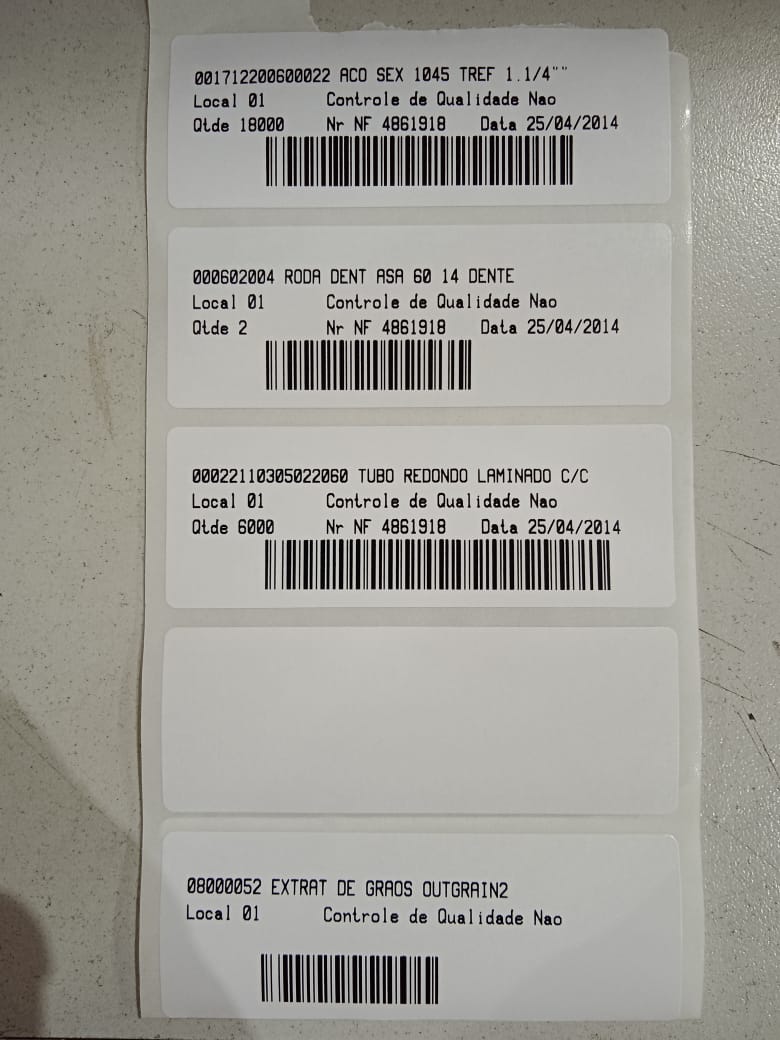 001712200600022 ACO SEX 1045 TREF 1.1/4""
Local 01 Controle de Qualidade Nao
Qtde 18000 Nr NF 4861918 Data 25/04/2014
000602004 RODA DENT ASA 60 14 DENTE
Local 01 Controle de Qualidade Nao
Qtde 2 Nr NF 4861918 Data 25/04/2014
00022110305022060 TUBO REDONDO LAMINADO C/C
Local 01 Controle de Qualidade Nao
Qtde 6000 Nr NF 4861918 Data 25/04/2014
08000052 EXTRAT DE GRAOS OUTGRAIN2
Local 01 Controle de Qualidade Nao